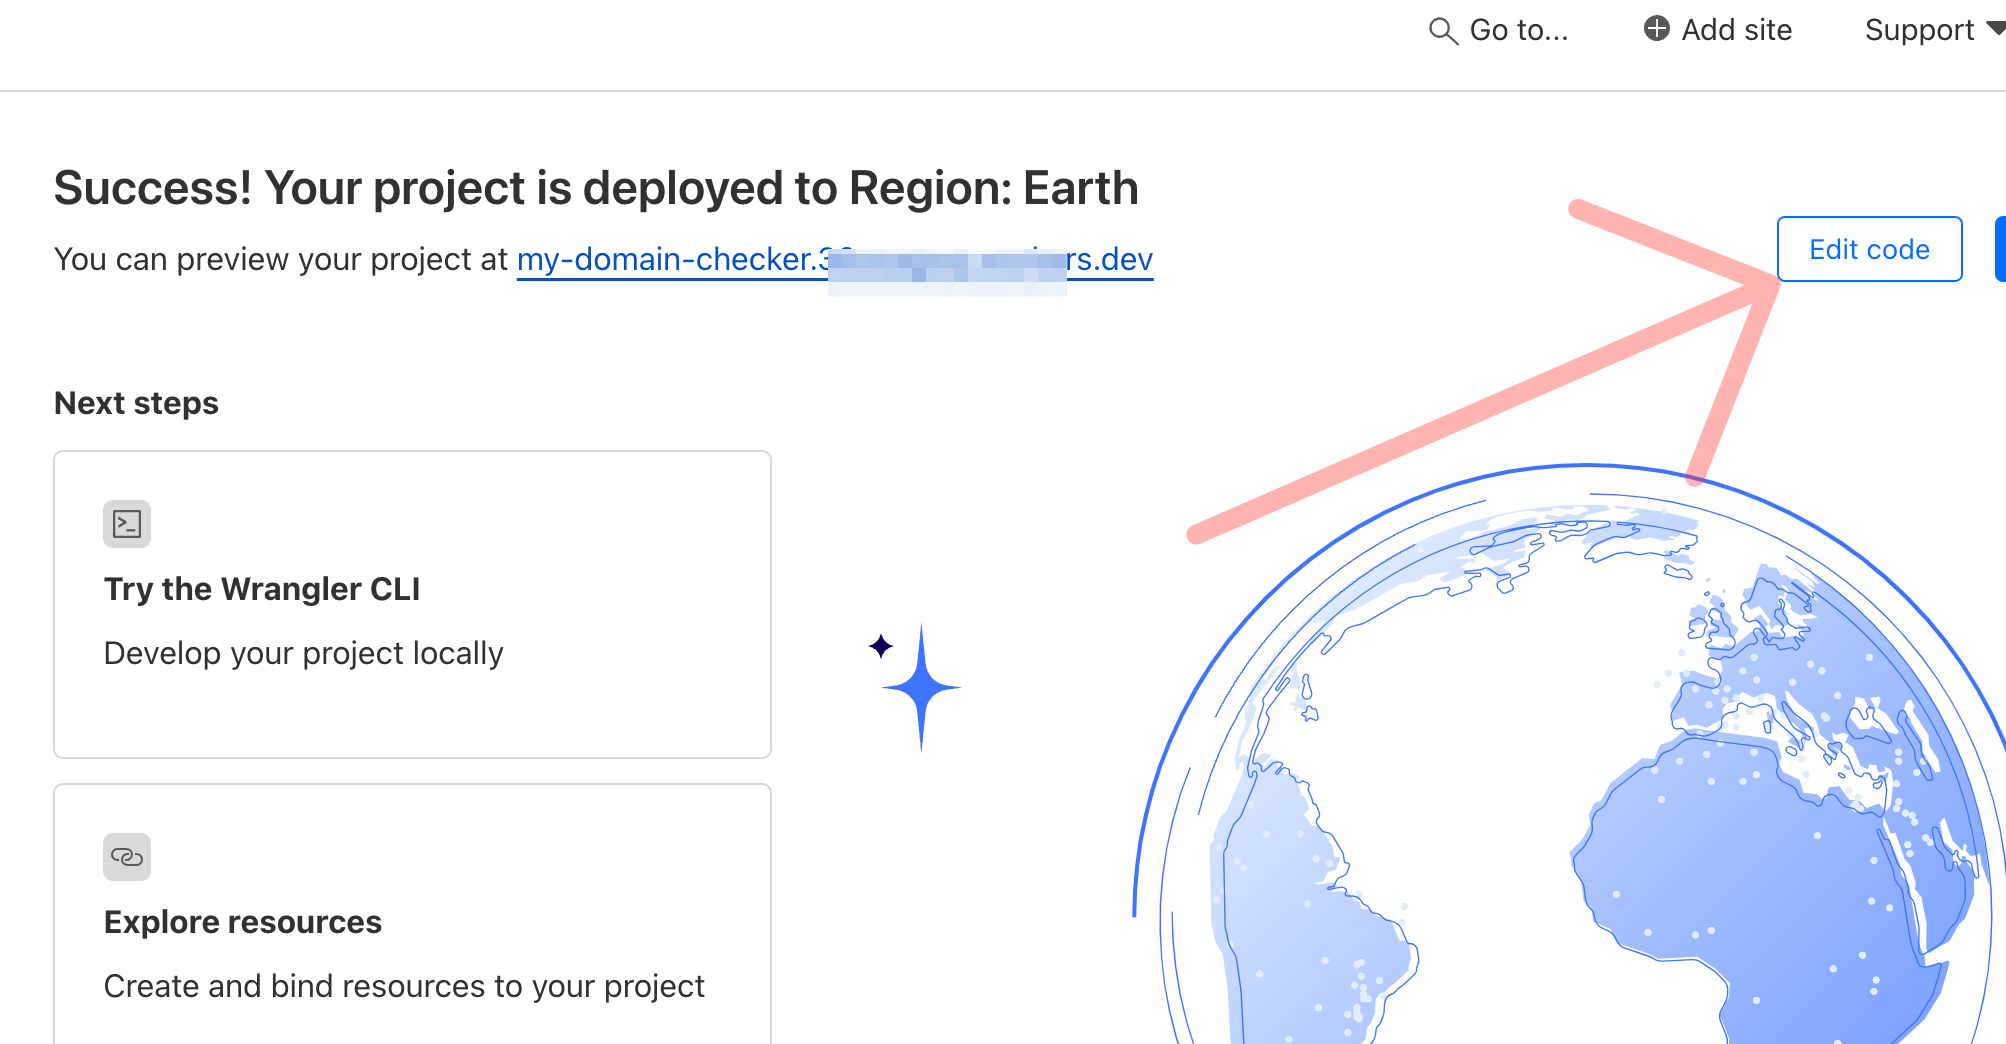 Go to...
Add site
Support
Success! Your project is deployed to Region: Earth
You can preview your project at my-domain-checker. rs.dev
Edit code
Next steps
Try the Wrangler CLI
Develop your project locally
Explore resources
Create and bind resources to your project